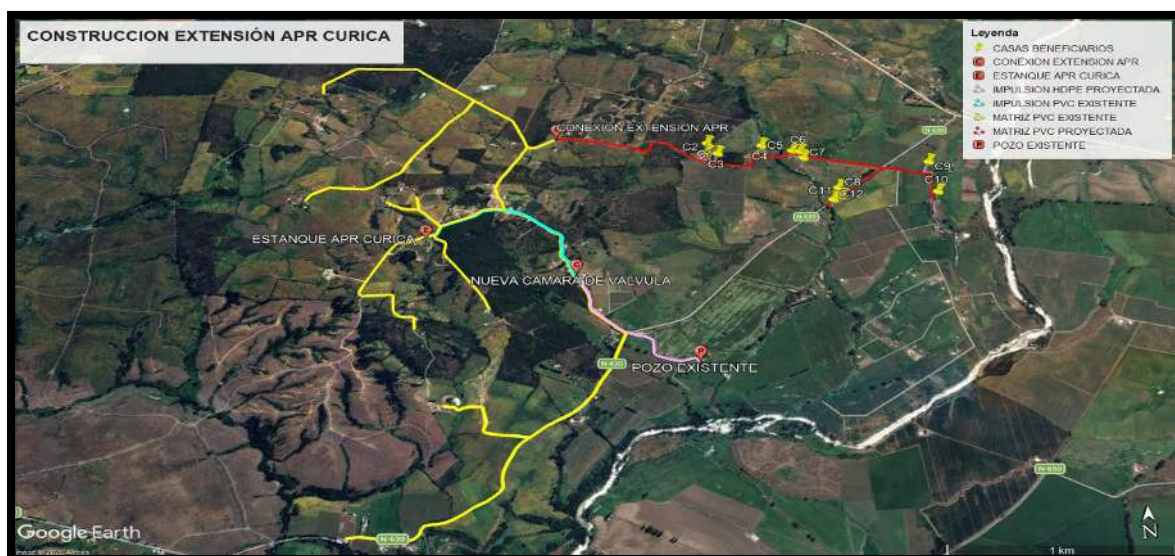 CONSTRUCCION EXTENSIÓN APR CURICA
Leyenda
CASAS BENEFICIARIOS
CONEXION EXTENSION APR
ESTANQUE APR CURICA
IMPULSION HDPE PROYECTADA
IMPULSION PVC EXISTENTE
MATRIZ PVC EXISTENTE
MATRIZ PVC PROYECTADA
POZO EXISTENTE
CONEXION EXTENSION APR
C2
C3
C4
C5
C6
C7
C8
C9
C10
C11
C12
ESTANQUE APR CURICA
NUEVA CAMARA DE VALVULA
POZO EXISTENTE
N-630
N-630
Google Earth
1 km
N